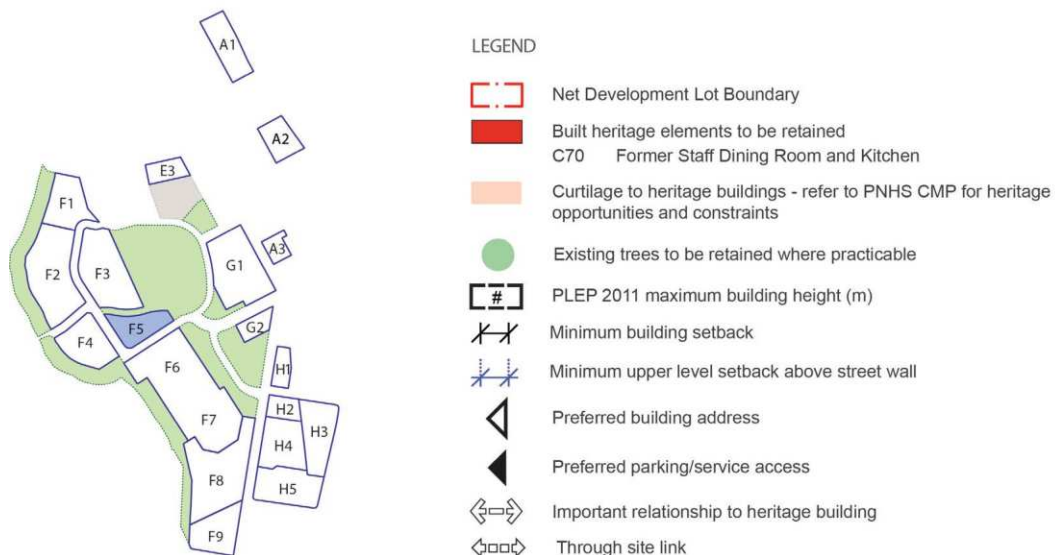 A1
A2
E3
F1
A3
F2
F3
G1
F5
G2
F4
F6
H1
H2
F7
H3
H4
F8
H5
F9
LEGEND
Net Development Lot Boundary
Built heritage elements to be retained
C70 Former Staff Dining Room and Kitchen
Curtilage to heritage buildings - refer to PNHS CMP for heritage
opportunities and constraints
Existing trees to be retained where practicable
# PLEP 2011 maximum building height (m)
Minimum building setback
Minimum upper level setback above street wall
Preferred building address
Preferred parking/service access
Important relationship to heritage building
Through site link